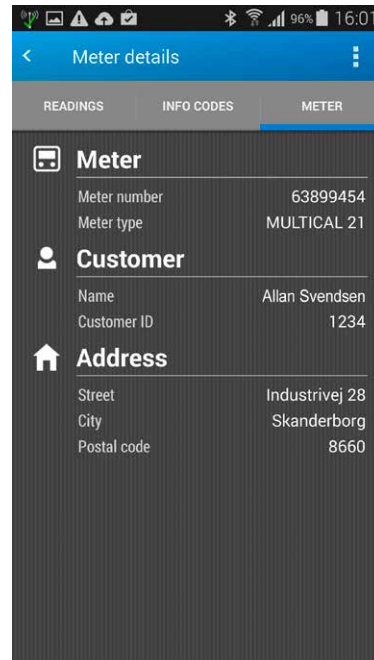 96% 16:01
Meter details
READINGS INFO CODES METER
Meter
Meter number 63899454
Meter type MULTICAL 21
Customer
Name Allan Svendsen
Customer ID 1234
Address
Street Industrivej 28
City Skanderborg
Postal code 8660